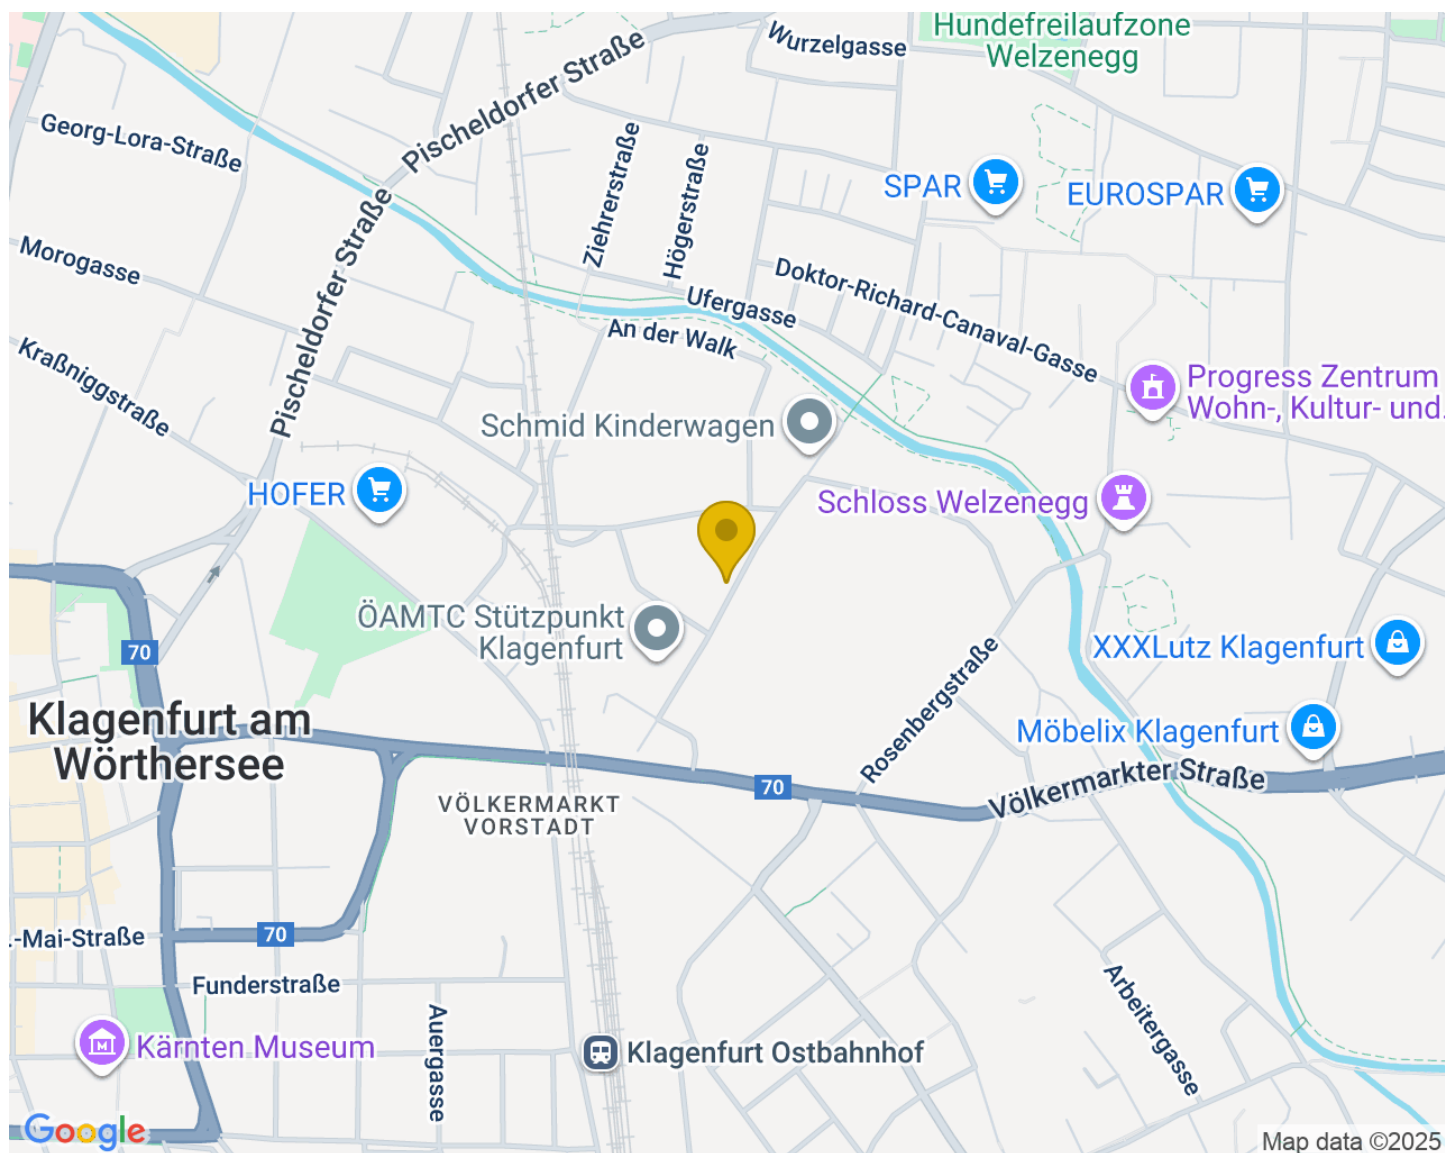 Hundefreilaufzone
Welzenegg
Wurzelgasse
Pischeldorfer Straße
Georg-Lora-Straße
Ziehrerstraße
Högerstraße
SPAR
EUROSPAR
Pischeldorfer Straße
Morogasse
Doktor-Richard-Canaval-Gasse
Ufergasse
An der Walk
Kraßniggstraße
Progress Zentrum
Wohn-, Kultur- und.
Schmid Kinderwagen
HOFER
Schloss Welzenegg
ÖAMTC Stützpunkt
Klagenfurt
70
XXXLutz Klagenfurt
Rosenbergstraße
Klagenfurt am
Wörthersee
Möbelix Klagenfurt
Völkermarkter Straße
70
VÖLKERMARKT
VORSTADT
.-Mai-Straße
70
Funderstraße
Arbeitergasse
Auergasse
Kärnten Museum
M
Klagenfurt Ostbahnhof
Google
Map data ©2025